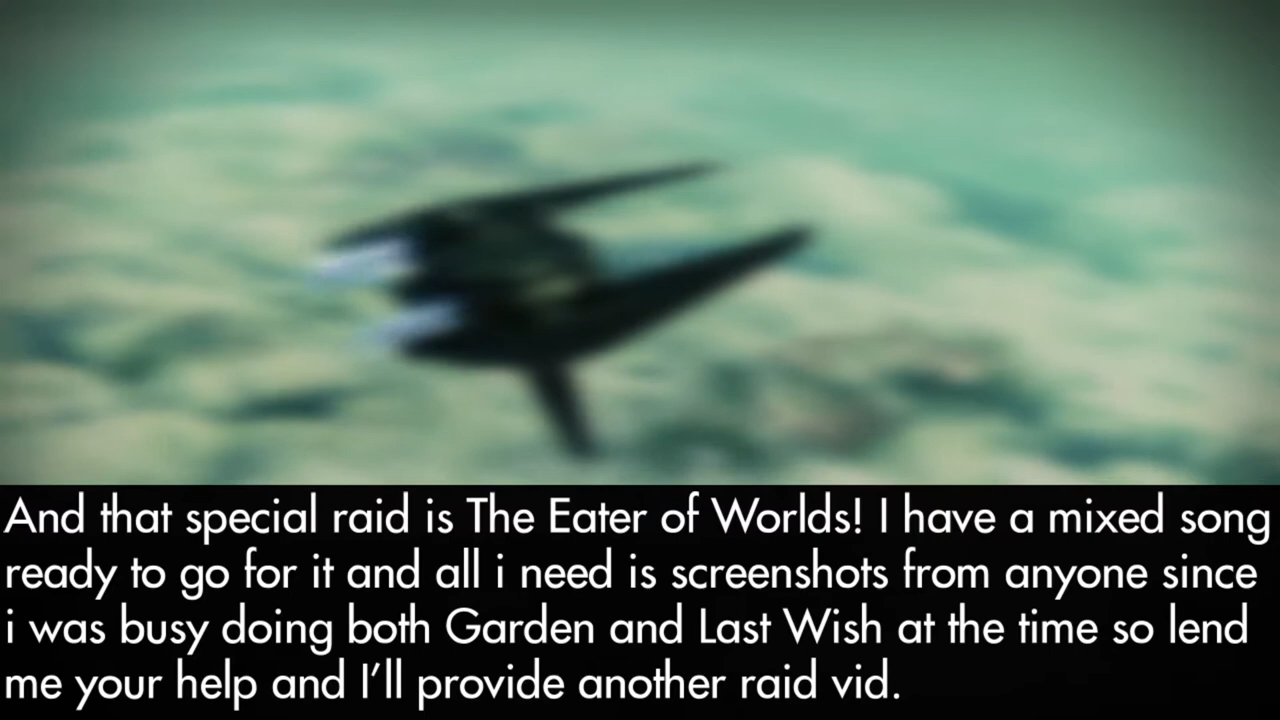 And that special raid is The Eater of Worlds! I have a mixed song
ready to go for it and all i need is screenshots from anyone since
i was busy doing both Garden and Last Wish at the time so lend
me your help and I’ll provide another raid vid.